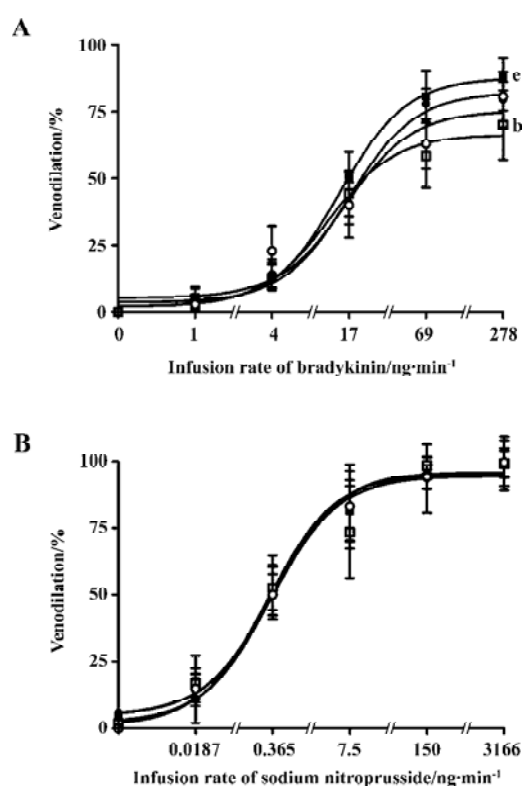 A
100
75
50
25
0
Venodilation/%
e
b
0 1 4 17 69 278
Infusion rate of bradykinin/ng·min⁻¹
B
100
75
50
25
0
Venodilation/%
0.0187 0.365 7.5 150 3166
Infusion rate of sodium nitroprusside/ng·min⁻¹